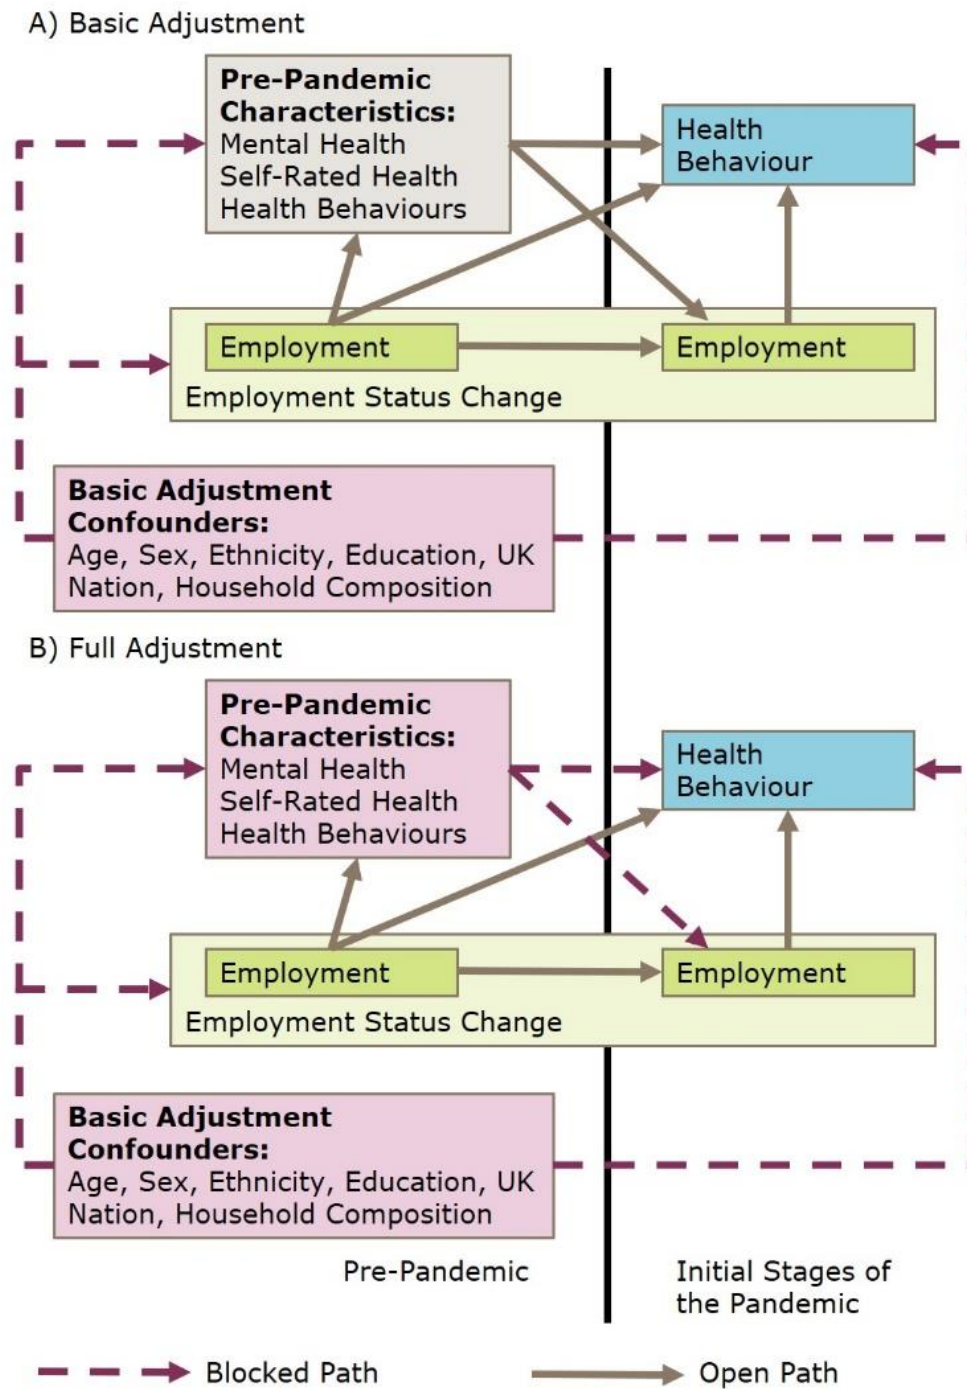 A) Basic Adjustment
Pre-Pandemic
Characteristics:
Mental Health
Self-Rated Health
Health Behaviours
Health
Behaviour
Employment
Employment
Employment Status Change
Basic Adjustment
Confounders:
Age, Sex, Ethnicity, Education, UK
Nation, Household Composition
B) Full Adjustment
Pre-Pandemic
Characteristics:
Mental Health
Self-Rated Health
Health Behaviours
Health
Behaviour
Employment
Employment
Employment Status Change
Basic Adjustment
Confounders:
Age, Sex, Ethnicity, Education, UK
Nation, Household Composition
Pre-Pandemic
Initial Stages of
the Pandemic
Blocked Path
Open Path